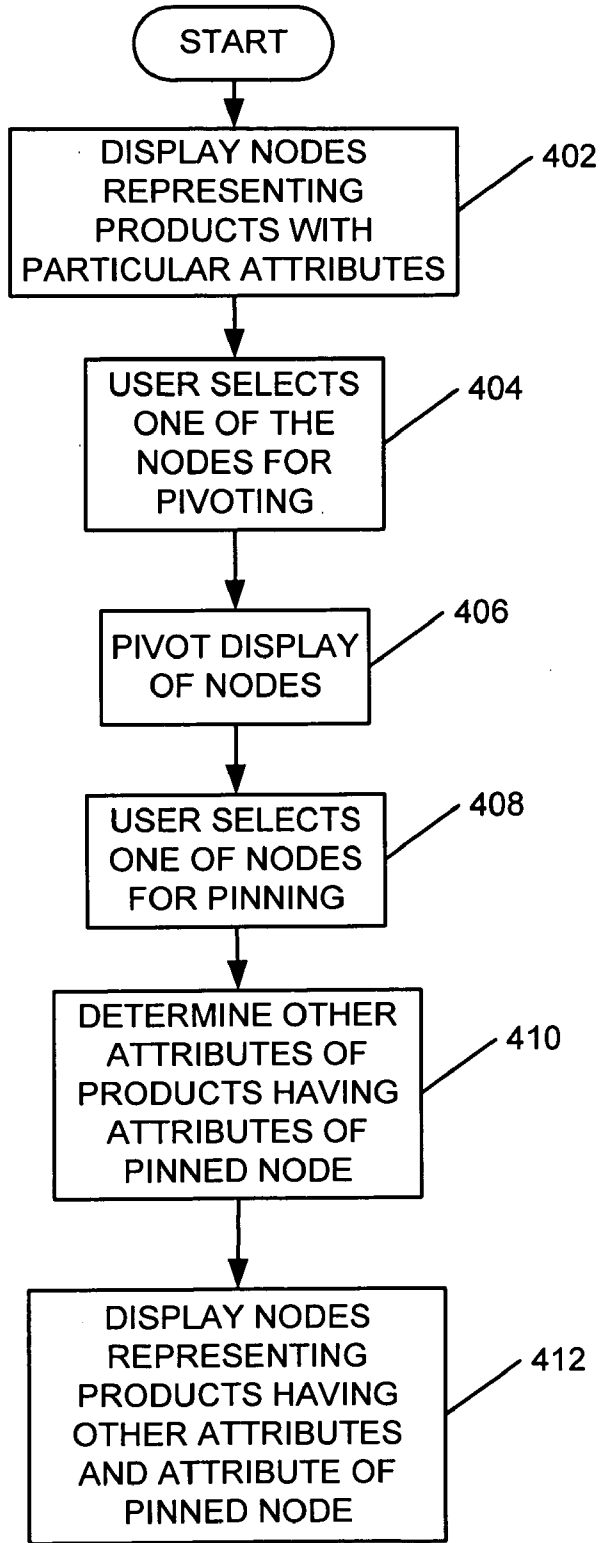 START
DISPLAY NODES
REPRESENTING
PRODUCTS WITH
PARTICULAR ATTRIBUTES
402
USER SELECTS
ONE OF THE
NODES FOR
PIVOTING
404
PIVOT DISPLAY
OF NODES
406
USER SELECTS
ONE OF NODES
FOR PINNING
408
DETERMINE OTHER
ATTRIBUTES OF
PRODUCTS HAVING
ATTRIBUTES OF
PINNED NODE
410
DISPLAY NODES
REPRESENTING
PRODUCTS HAVING
OTHER ATTRIBUTES
AND ATTRIBUTE OF
PINNED NODE
412